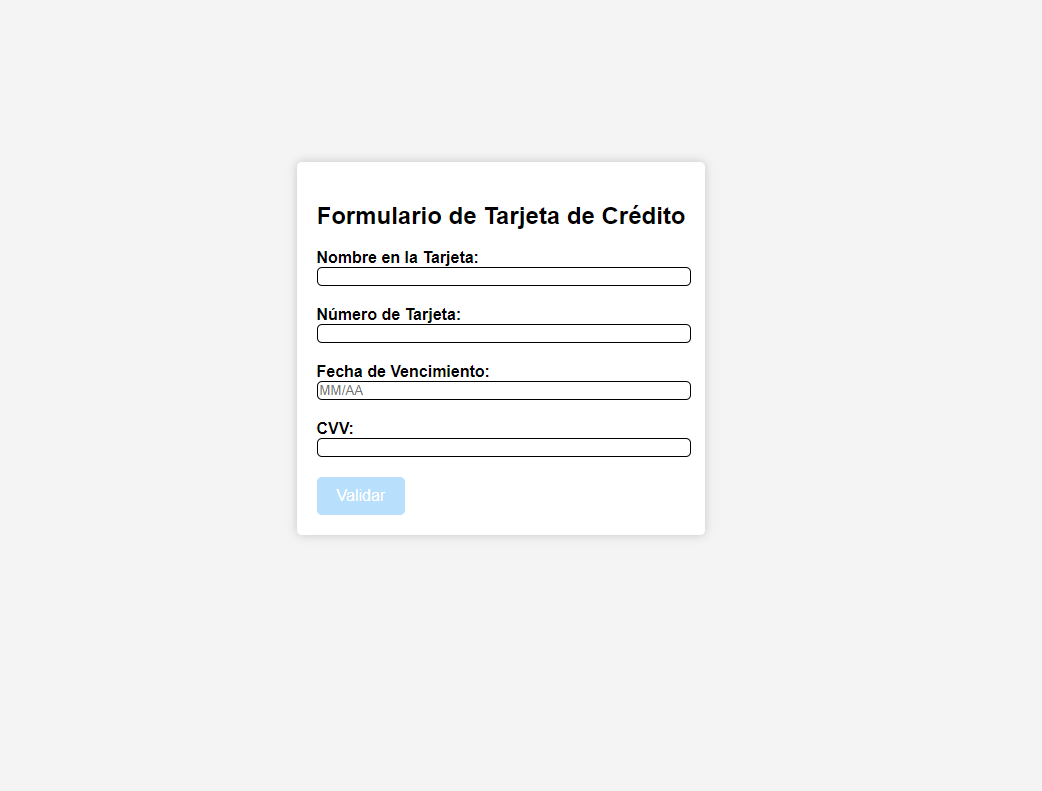 Formulario de Tarjeta de Crédito
Nombre en la Tarjeta:
Número de Tarjeta:
Fecha de Vencimiento:
MM/AA
CVV:
Validar